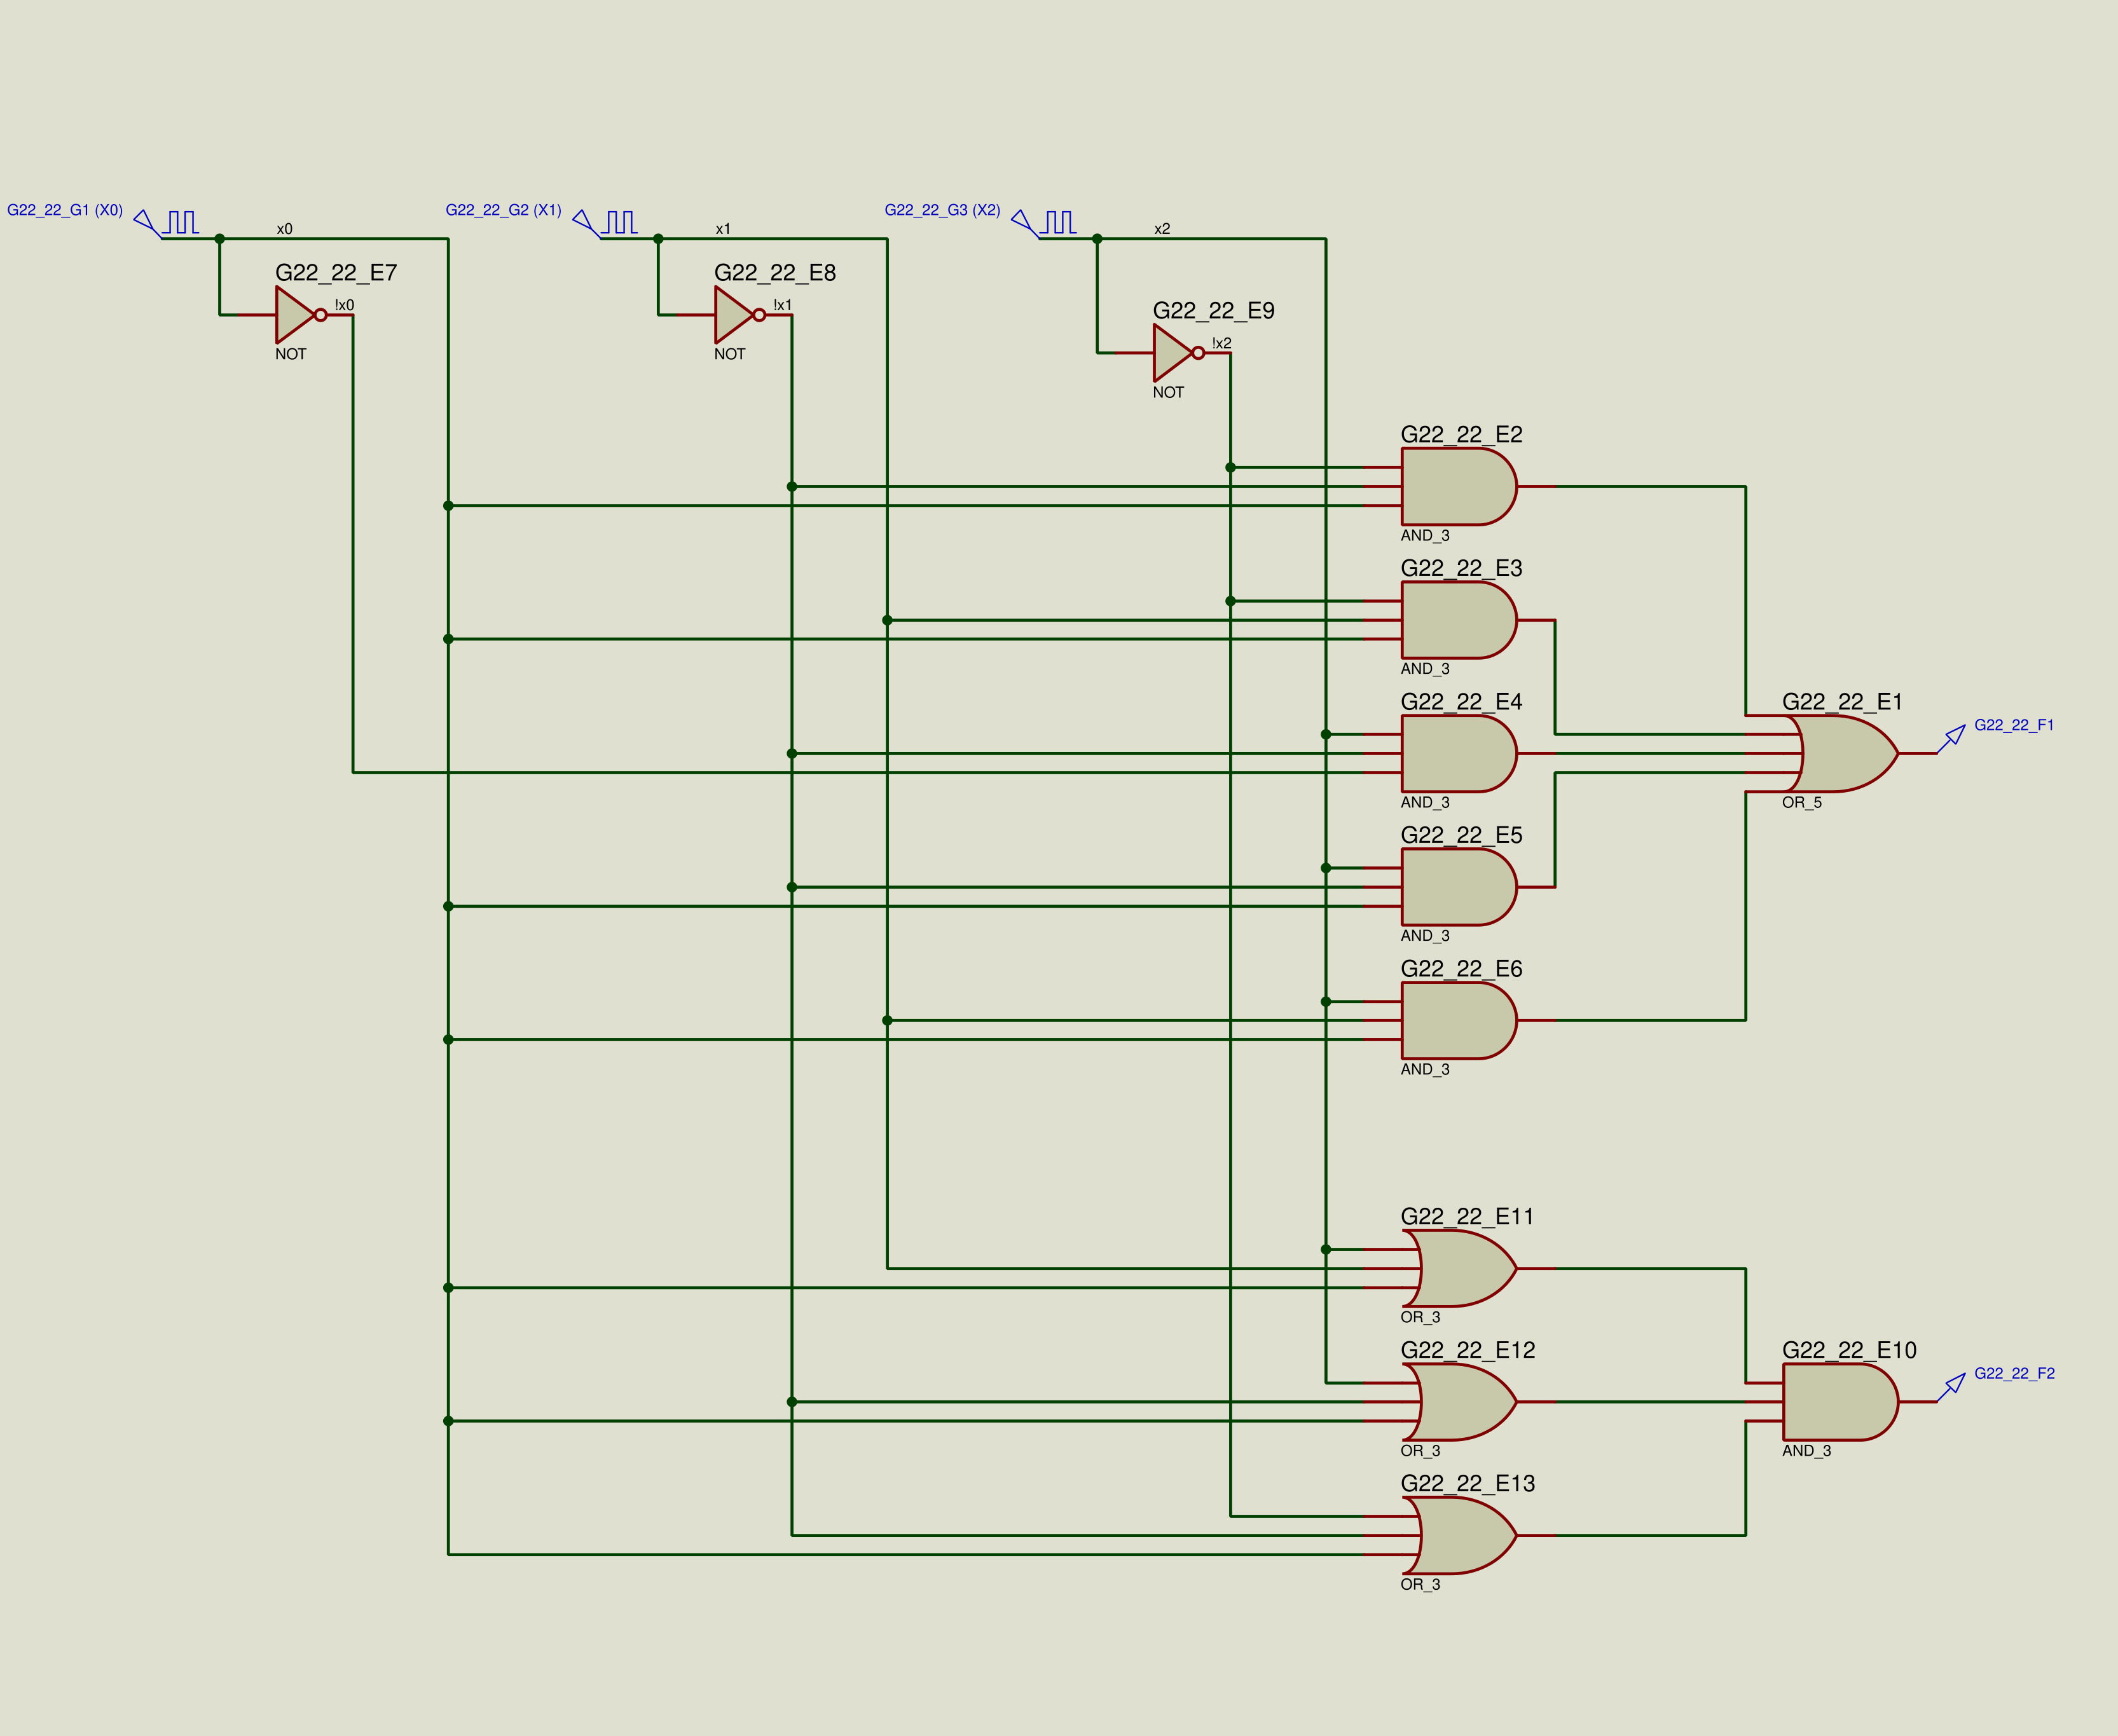 G22_22_G1 (X0)
G22_22_G2 (X1)
G22_22_G3 (X2)
x0
x1
x2
G22_22_E7
!x0
NOT
G22_22_E8
!x1
NOT
G22_22_E9
!x2
NOT
G22_22_E2
AND_3
G22_22_E3
AND_3
G22_22_E4
AND_3
G22_22_E1
OR_5
G22_22_F1
G22_22_E5
AND_3
G22_22_E6
AND_3
G22_22_E11
OR_3
G22_22_E12
OR_3
G22_22_E10
AND_3
G22_22_F2
G22_22_E13
OR_3